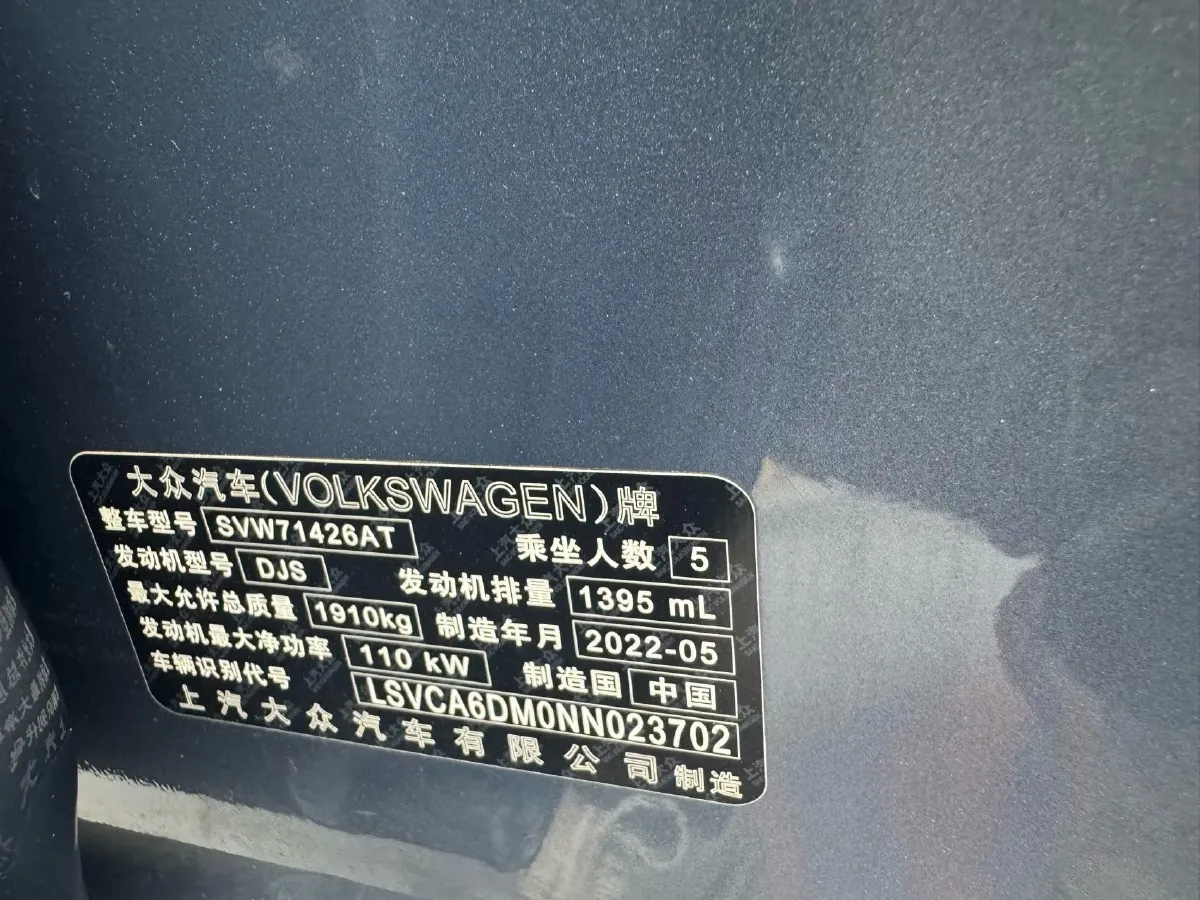 大众汽车(VOLKSWAGEN)牌
整车型号 SVW71426AT 乘坐人数 5
发动机型号 DJS 发动机排量 1395 mL
最大允许总质量 1910kg 制造年月 2022-05
发动机最大净功率 110 kW 制造国 中国
车辆识别代号 LSVCA6DM0NN023702
上汽大众汽车有限公司制造